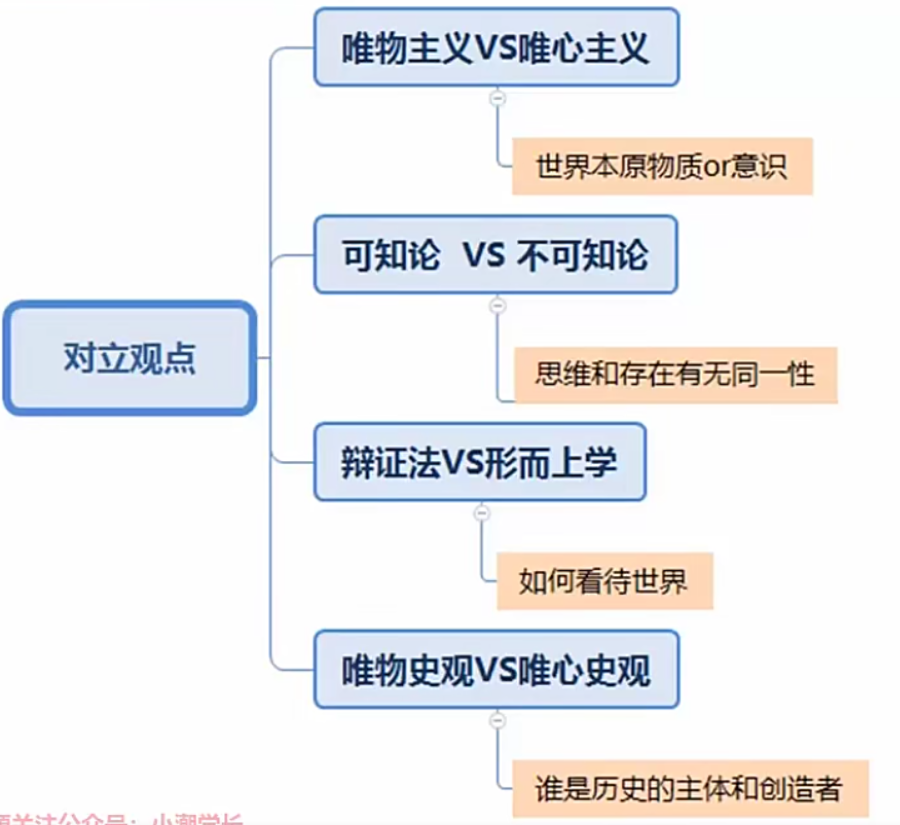 唯物主义VS唯心主义
世界本原物质or意识
可知论 VS 不可知论
思维和存在有无同一性
对立观点
辩证法VS形而上学
如何看待世界
唯物史观VS唯心史观
谁是历史的主体和创造者
关注公众号：小潮学长